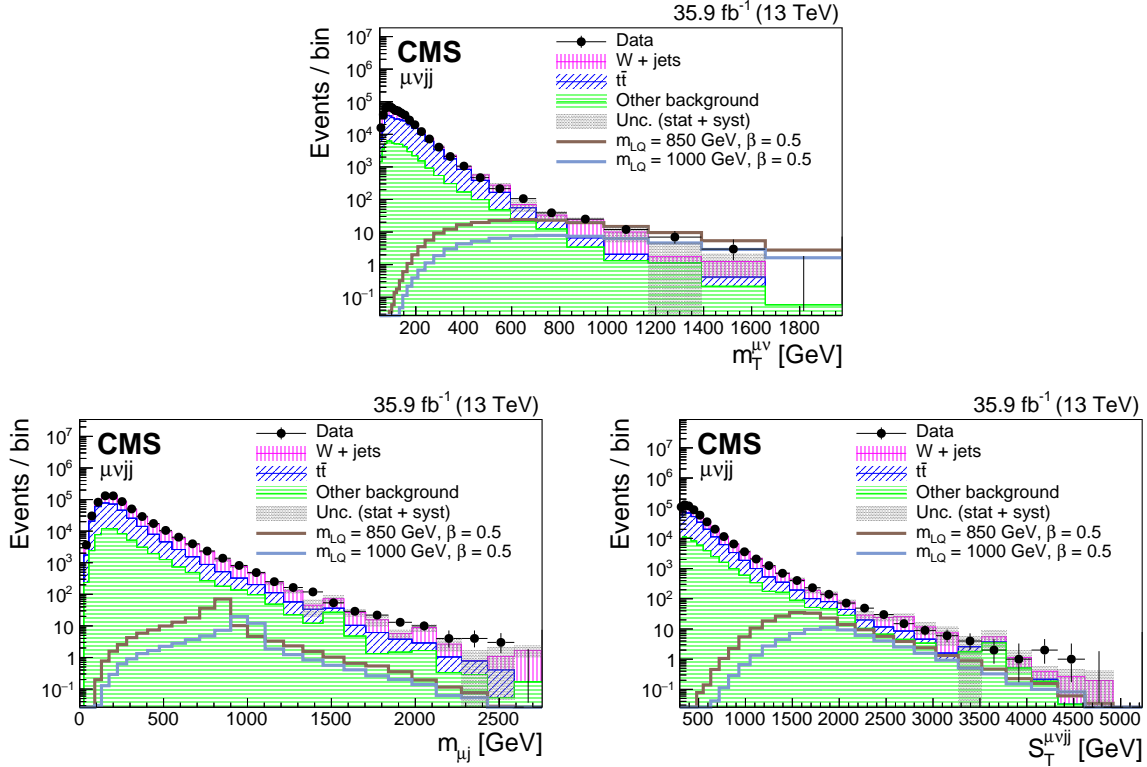 35.9 fb⁻¹ (13 TeV)
CMS
μνjj
Data
W + jets
tt̄
Other background
Unc. (stat + syst)
m_LQ = 850 GeV, β = 0.5
m_LQ = 1000 GeV, β = 0.5
Events / bin
10⁷
10⁶
10⁵
10⁴
10³
10²
10
1
10⁻¹
200 400 600 800 1000 1200 1400 1600 1800
m_T^μν [GeV]
35.9 fb⁻¹ (13 TeV)
CMS
μνjj
Data
W + jets
tt̄
Other background
Unc. (stat + syst)
m_LQ = 850 GeV, β = 0.5
m_LQ = 1000 GeV, β = 0.5
Events / bin
10⁷
10⁶
10⁵
10⁴
10³
10²
10
1
10⁻¹
0 500 1000 1500 2000 2500
m_μj [GeV]
35.9 fb⁻¹ (13 TeV)
CMS
μνjj
Data
W + jets
tt̄
Other background
Unc. (stat + syst)
m_LQ = 850 GeV, β = 0.5
m_LQ = 1000 GeV, β = 0.5
Events / bin
10⁷
10⁶
10⁵
10⁴
10³
10²
10
1
10⁻¹
500 1000 1500 2000 2500 3000 3500 4000 4500 5000
S_T^μνjj [GeV]